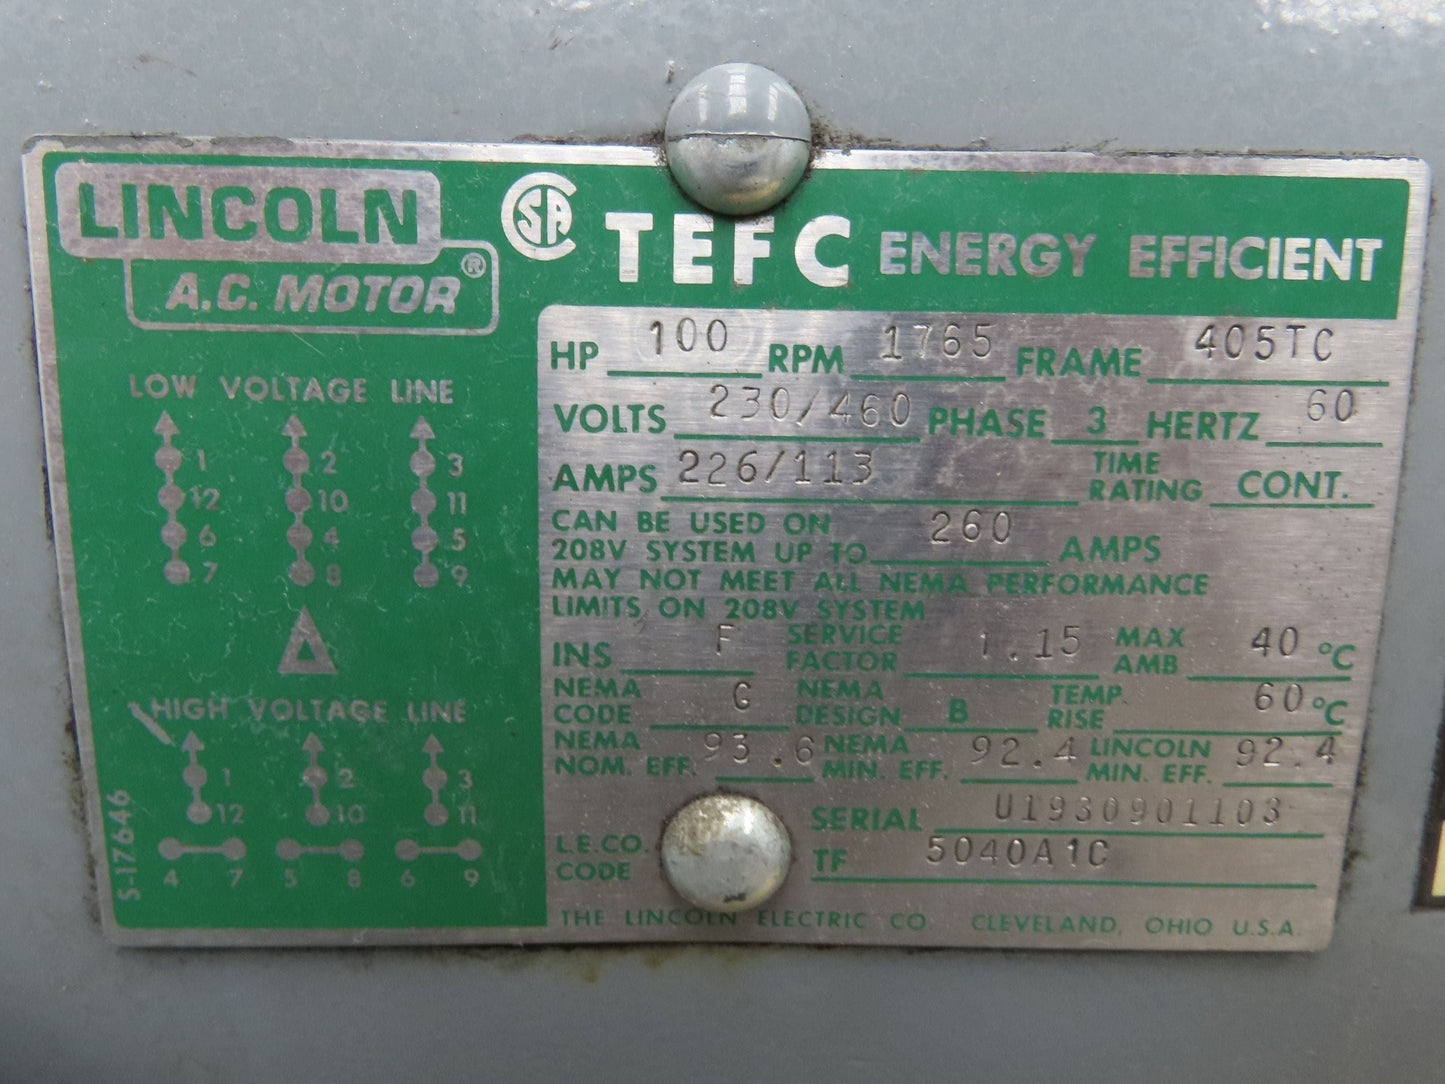 LINCOLN
A.C. MOTOR®
CSA TEFC ENERGY EFFICIENT
LOW VOLTAGE LINE
1 2 3
12 10 11
6 4 5
7 8 9
HIGH VOLTAGE LINE
1 2 3
12 10 11
4 7 5 8 6 9
S-17646
HP 100 RPM 1765 FRAME 405TC
VOLTS 230/460 PHASE 3 HERTZ 60
AMPS 226/113 TIME RATING CONT.
CAN BE USED ON
208V SYSTEM UP TO 260 AMPS
MAY NOT MEET ALL NEMA PERFORMANCE
LIMITS ON 208V SYSTEM
INS F SERVICE FACTOR 1.15 MAX AMB 40 °C
NEMA CODE G NEMA DESIGN B TEMP. RISE 60 °C
NEMA NOM. EFF. 93.6 NEMA MIN. EFF. 92.4 LINCOLN MIN. EFF. 92.4
SERIAL U1930901103
L.E.CO. CODE TF 5040A1C
THE LINCOLN ELECTRIC CO. CLEVELAND, OHIO U.S.A.